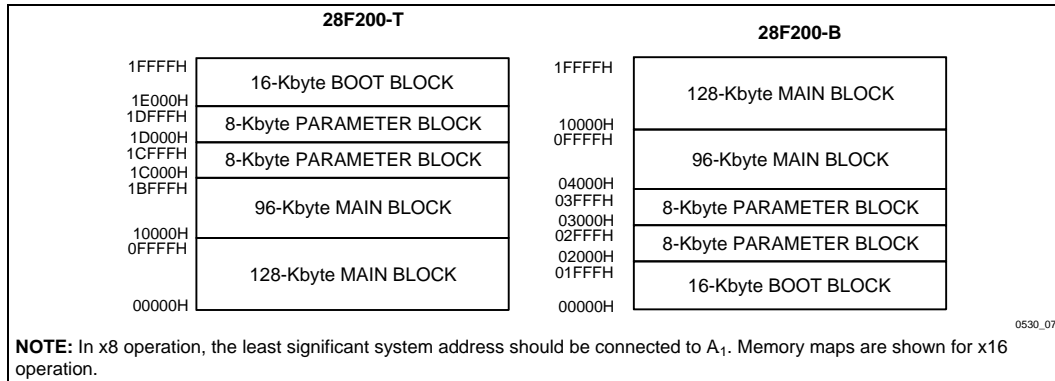 28F200-T
1FFFFH
16-Kbyte BOOT BLOCK
1E000H
1DFFFH
8-Kbyte PARAMETER BLOCK
1D000H
1CFFFH
8-Kbyte PARAMETER BLOCK
1C000H
1BFFFH
96-Kbyte MAIN BLOCK
10000H
0FFFFH
128-Kbyte MAIN BLOCK
00000H
28F200-B
1FFFFH
128-Kbyte MAIN BLOCK
10000H
0FFFFH
96-Kbyte MAIN BLOCK
04000H
03FFFH
8-Kbyte PARAMETER BLOCK
03000H
02FFFH
8-Kbyte PARAMETER BLOCK
02000H
01FFFH
16-Kbyte BOOT BLOCK
00000H
0530_07
NOTE: In x8 operation, the least significant system address should be connected to A₁. Memory maps are shown for x16
operation.